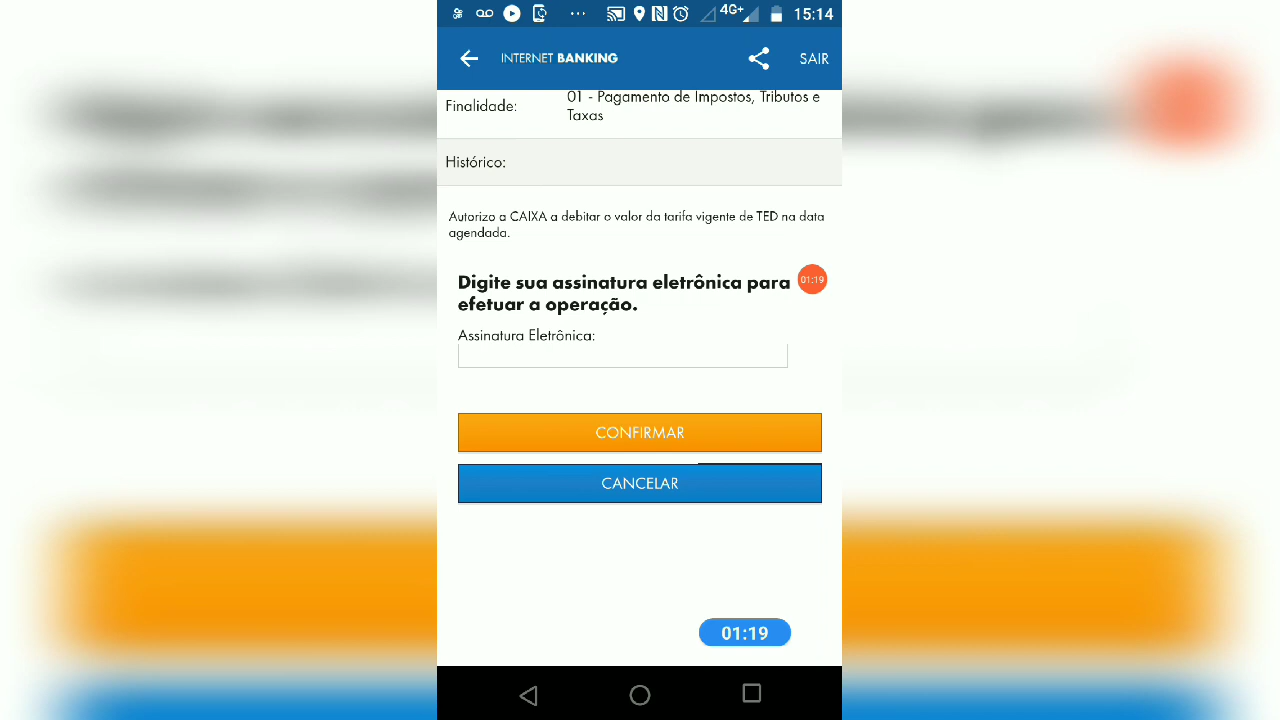 4G+ 15:14
INTERNET BANKING SAIR
Finalidade: 01 - Pagamento de Impostos, Tributos e
Taxas
Histórico:
Autorizo a CAIXA a debitar o valor da tarifa vigente de TED na data
agendada.
Digite sua assinatura eletrônica para
efetuar a operação.
01:19
Assinatura Eletrônica:
CONFIRMAR
CANCELAR
01:19